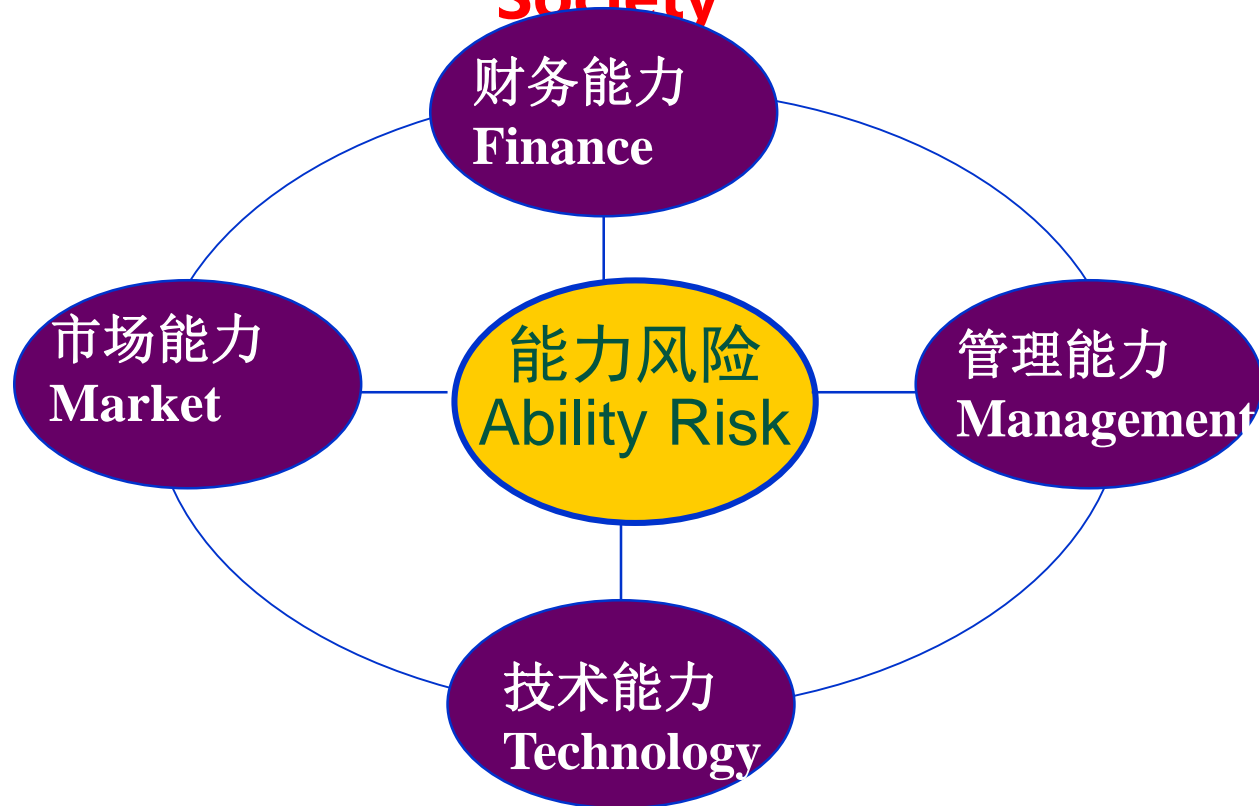 Society
财务能力
Finance
市场能力
Market
能力风险
Ability Risk
管理能力
Management
技术能力
Technology